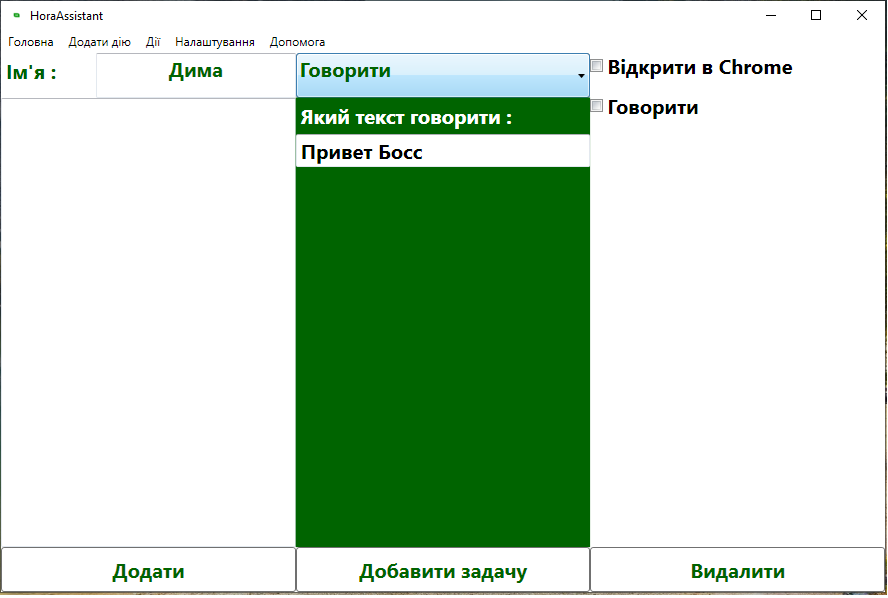 HoraAssistant
Головна Додати дію Дії Налаштування Допомога
Ім'я : Дима Говорити Відкрити в Chrome
Який текст говорити : Говорити
Привет Босс
Додати Добавити задачу Видалити